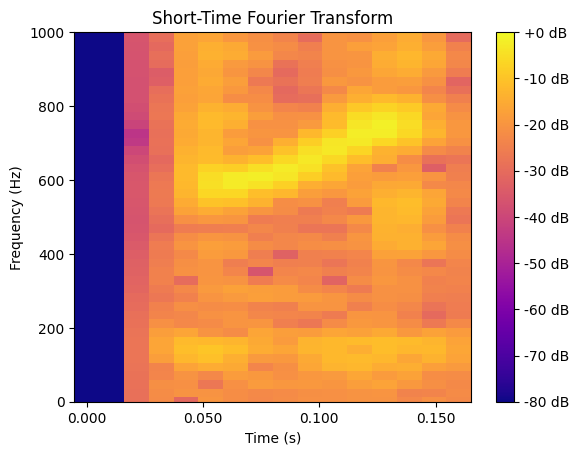 Short-Time Fourier Transform
Frequency (Hz)
1000
800
600
400
200
0
0.000
0.050
0.100
0.150
Time (s)
+0 dB
-10 dB
-20 dB
-30 dB
-40 dB
-50 dB
-60 dB
-70 dB
-80 dB